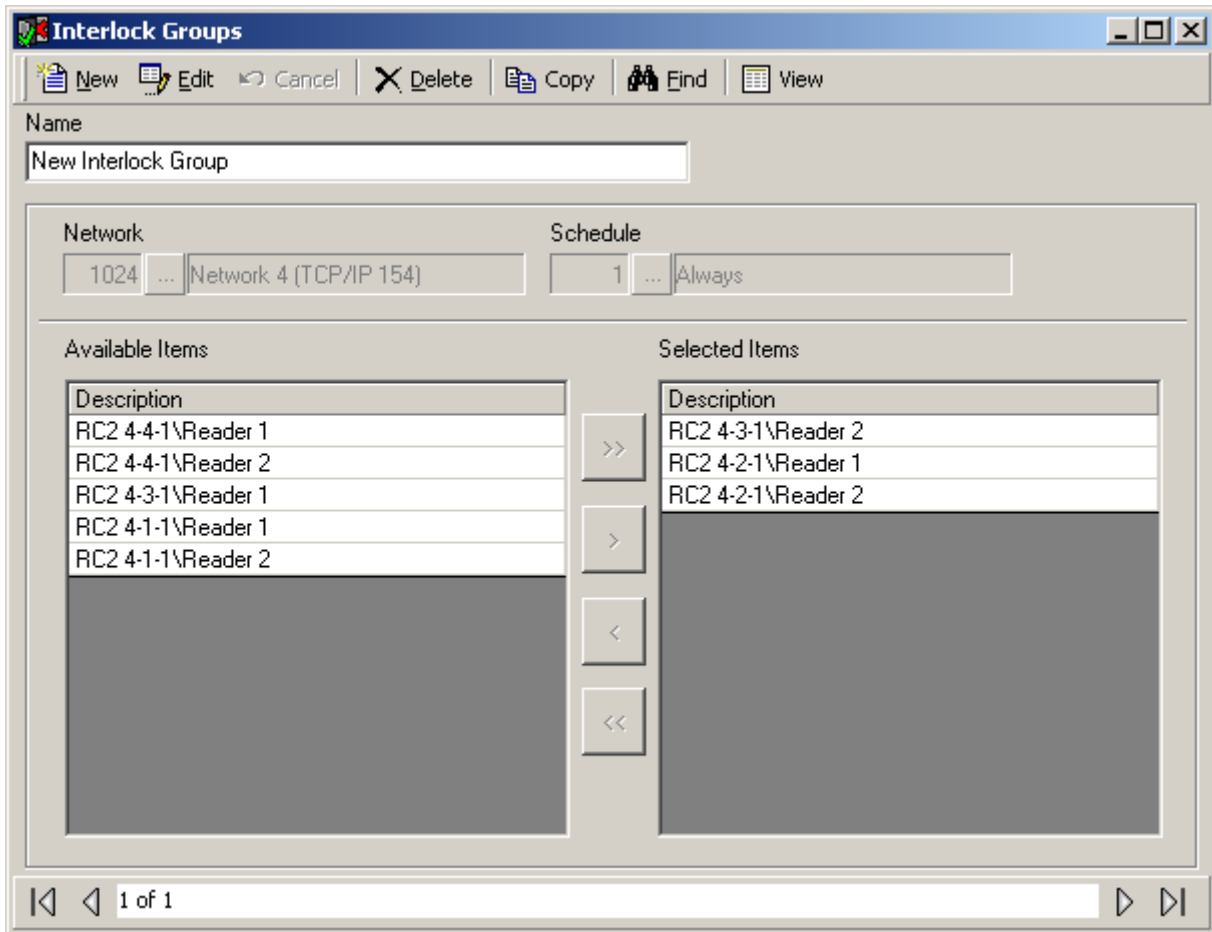 Interlock Groups
New Edit Cancel Delete Copy Find View
Name
New Interlock Group
Network Schedule
1024 ... Network 4 (TCP/IP 154) 1 ... Always
Available Items
Description
RC2 4-4-1\Reader 1
RC2 4-4-1\Reader 2
RC2 4-3-1\Reader 1
RC2 4-1-1\Reader 1
RC2 4-1-1\Reader 2
>>
>
<
<<
Selected Items
Description
RC2 4-3-1\Reader 2
RC2 4-2-1\Reader 1
RC2 4-2-1\Reader 2
1 of 1